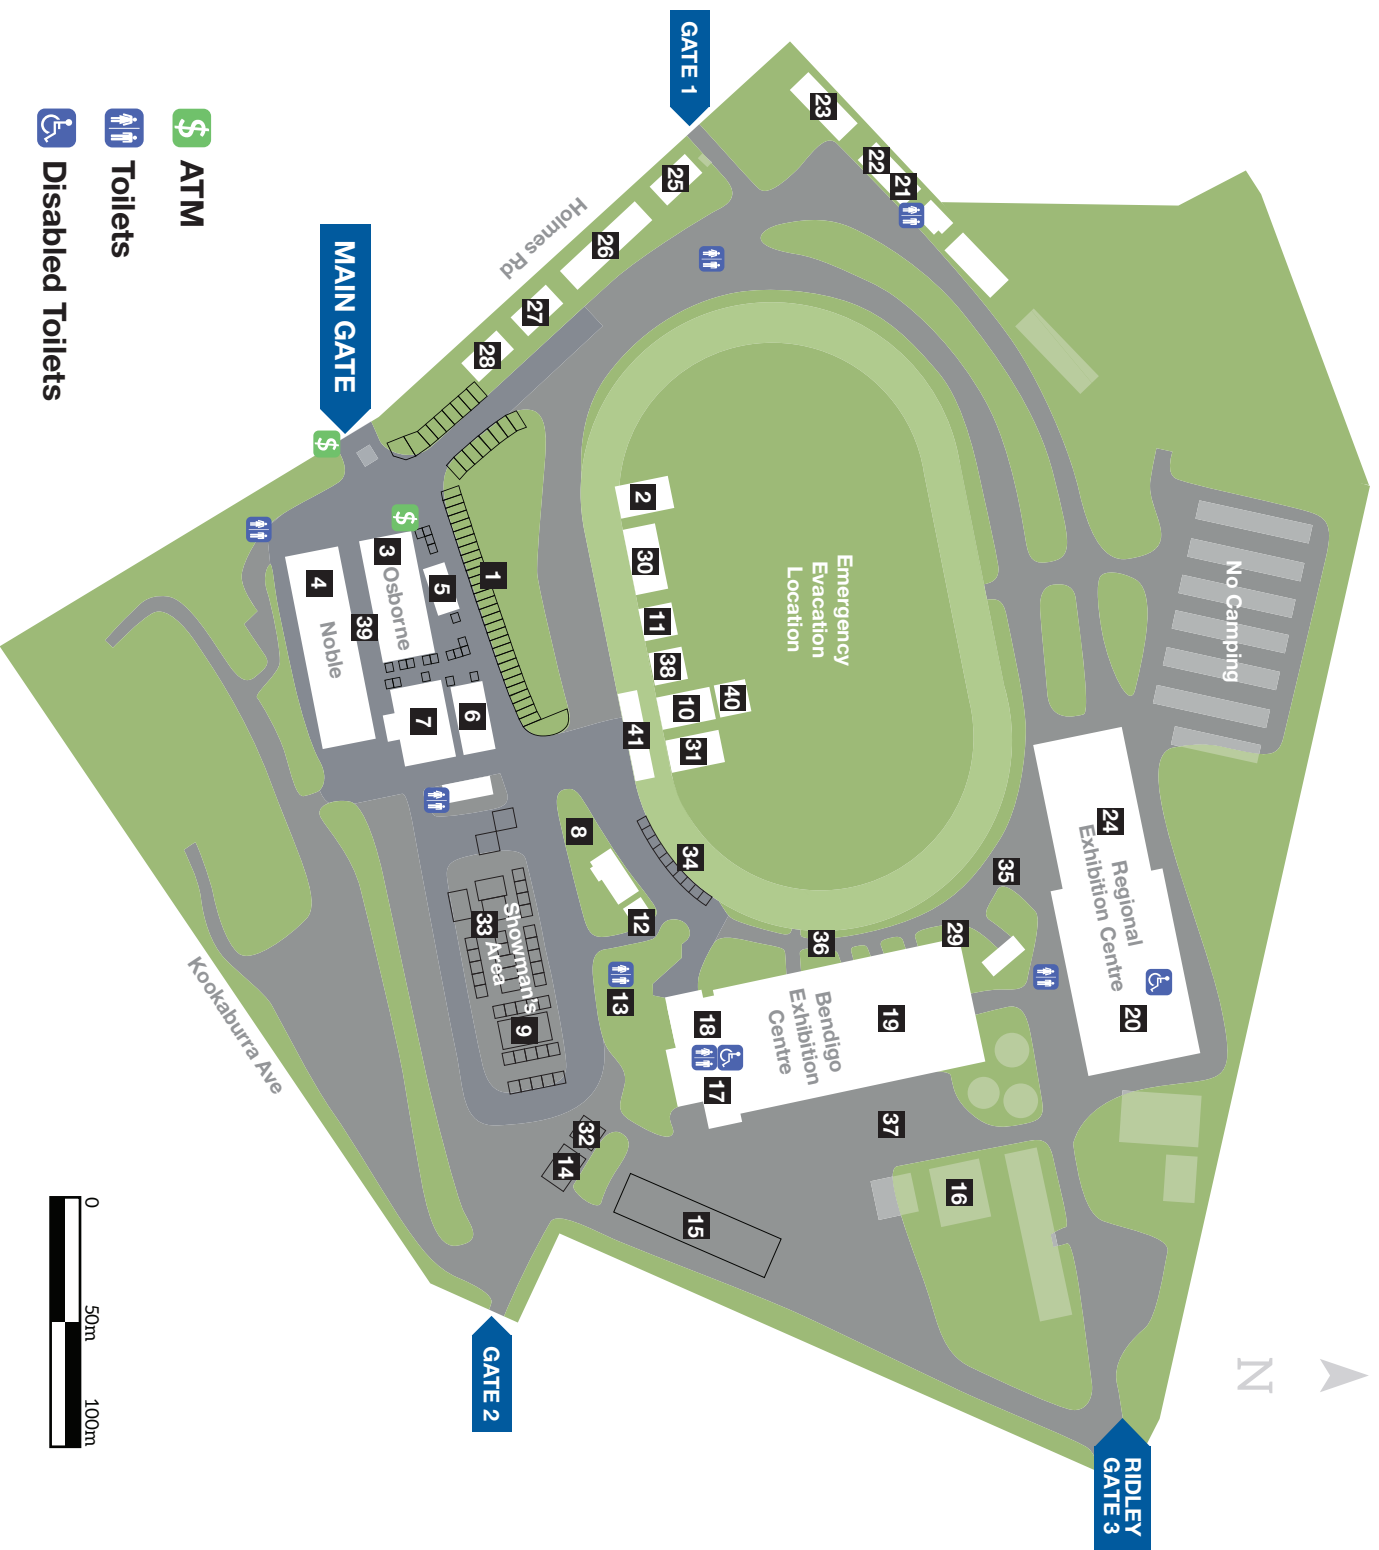 RIDLEY
GATE 3
N
No Camping
24
Regional
Exhibition Centre
20
35
29
36
19
Bendigo
Exhibition
Centre
18
17
37
16
15
23
22
21
GATE 1
25
26
27
28
Holmes Rd
Emergency
Evacation
Location
2
30
11
38
40
10
31
41
34
8
12
13
1
MAIN GATE
$
$
3
Osborne
5
4
Noble
39
6
7
33
Showman's
Area
9
32
14
GATE 2
Kookaburra Ave
$ ATM
Toilets
Disabled Toilets
0 50m 100m